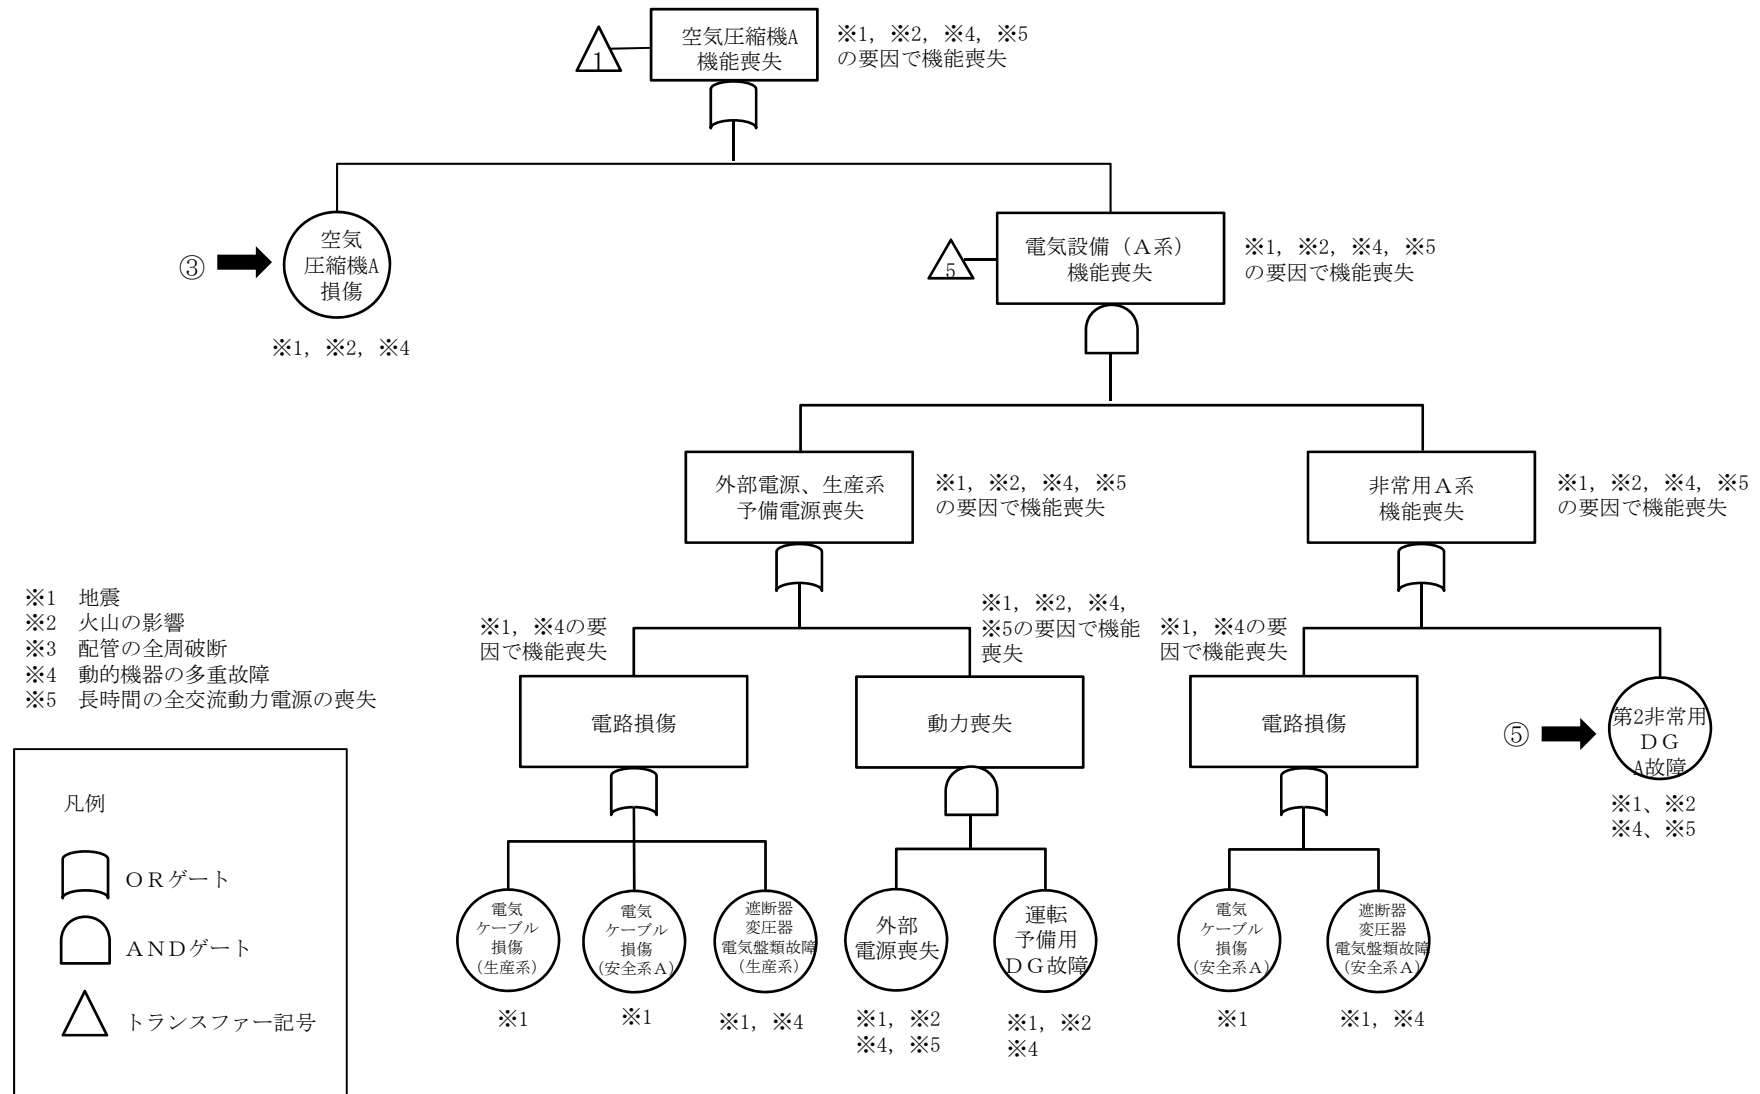 空気圧縮機A
機能喪失
※1, ※2, ※4, ※5
の要因で機能喪失
1
③
空気
圧縮機A
損傷
※1, ※2, ※4
5
電気設備（A系）
機能喪失
※1, ※2, ※4, ※5
の要因で機能喪失
外部電源、生産系
予備電源喪失
※1, ※2, ※4, ※5
の要因で機能喪失
非常用A系
機能喪失
※1, ※2, ※4, ※5
の要因で機能喪失
※1　地震
※2　火山の影響
※3　配管の全周破断
※4　動的機器の多重故障
※5　長時間の全交流動力電源の喪失
※1, ※4の要
因で機能喪失
電路損傷
※1, ※2, ※4,
※5の要因で機能
喪失
動力喪失
※1, ※4の要
因で機能喪失
電路損傷
⑤
第2非常用
DG
A故障
※1、※2
※4、※5
電気
ケーブル
損傷
(生産系)
※1
電気
ケーブル
損傷
(安全系A)
※1
遮断器
変圧器
電気盤類故障
(生産系)
※1, ※4
外部
電源喪失
※1, ※2
※4, ※5
運転
予備用
DG故障
※1, ※2
※4
電気
ケーブル
損傷
(安全系A)
※1
遮断器
変圧器
電気盤類故障
(安全系A)
※1, ※4
凡例
ORゲート
ANDゲート
トランスファー記号